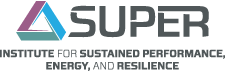 SUPER
INSTITUTE FOR SUSTAINED PERFORMANCE,
ENERGY, AND RESILIENCE